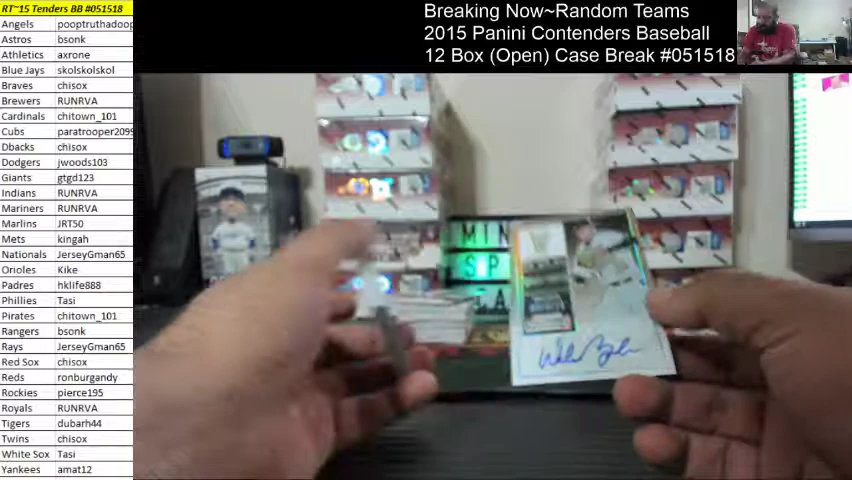 RT~15 Tenders BB #051518
Angels pooptruthadoop
Astros bsonk
Athletics axrone
Blue Jays skolskolskol
Braves chisox
Brewers RUNRVA
Cardinals chitown_101
Cubs paratrooper2099
Dbacks chisox
Dodgers jwoods103
Giants gtgd123
Indians RUNRVA
Mariners RUNRVA
Marlins JRT50
Mets kingah
Nationals JerseyGman65
Orioles Kike
Padres hklife888
Phillies Tasi
Pirates chitown_101
Rangers bsonk
Rays JerseyGman65
Red Sox chisox
Reds ronburgandy
Rockies pierce195
Royals RUNRVA
Tigers dubarh44
Twins chisox
White Sox Tasi
Yankees amat12
Breaking Now~Random Teams
2015 Panini Contenders Baseball
12 Box (Open) Case Break #051518
MIN
SP